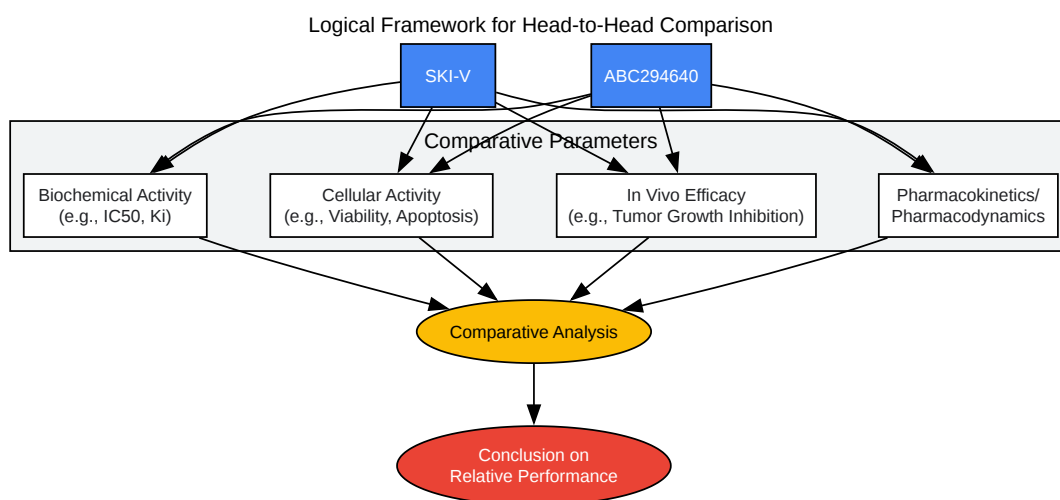 Logical Framework for Head-to-Head Comparison
SKI-V
ABC294640
Comparative Parameters
Biochemical Activity
(e.g., IC50, Ki)
Cellular Activity
(e.g., Viability, Apoptosis)
In Vivo Efficacy
(e.g., Tumor Growth Inhibition)
Pharmacokinetics/
Pharmacodynamics
Comparative Analysis
Conclusion on
Relative Performance